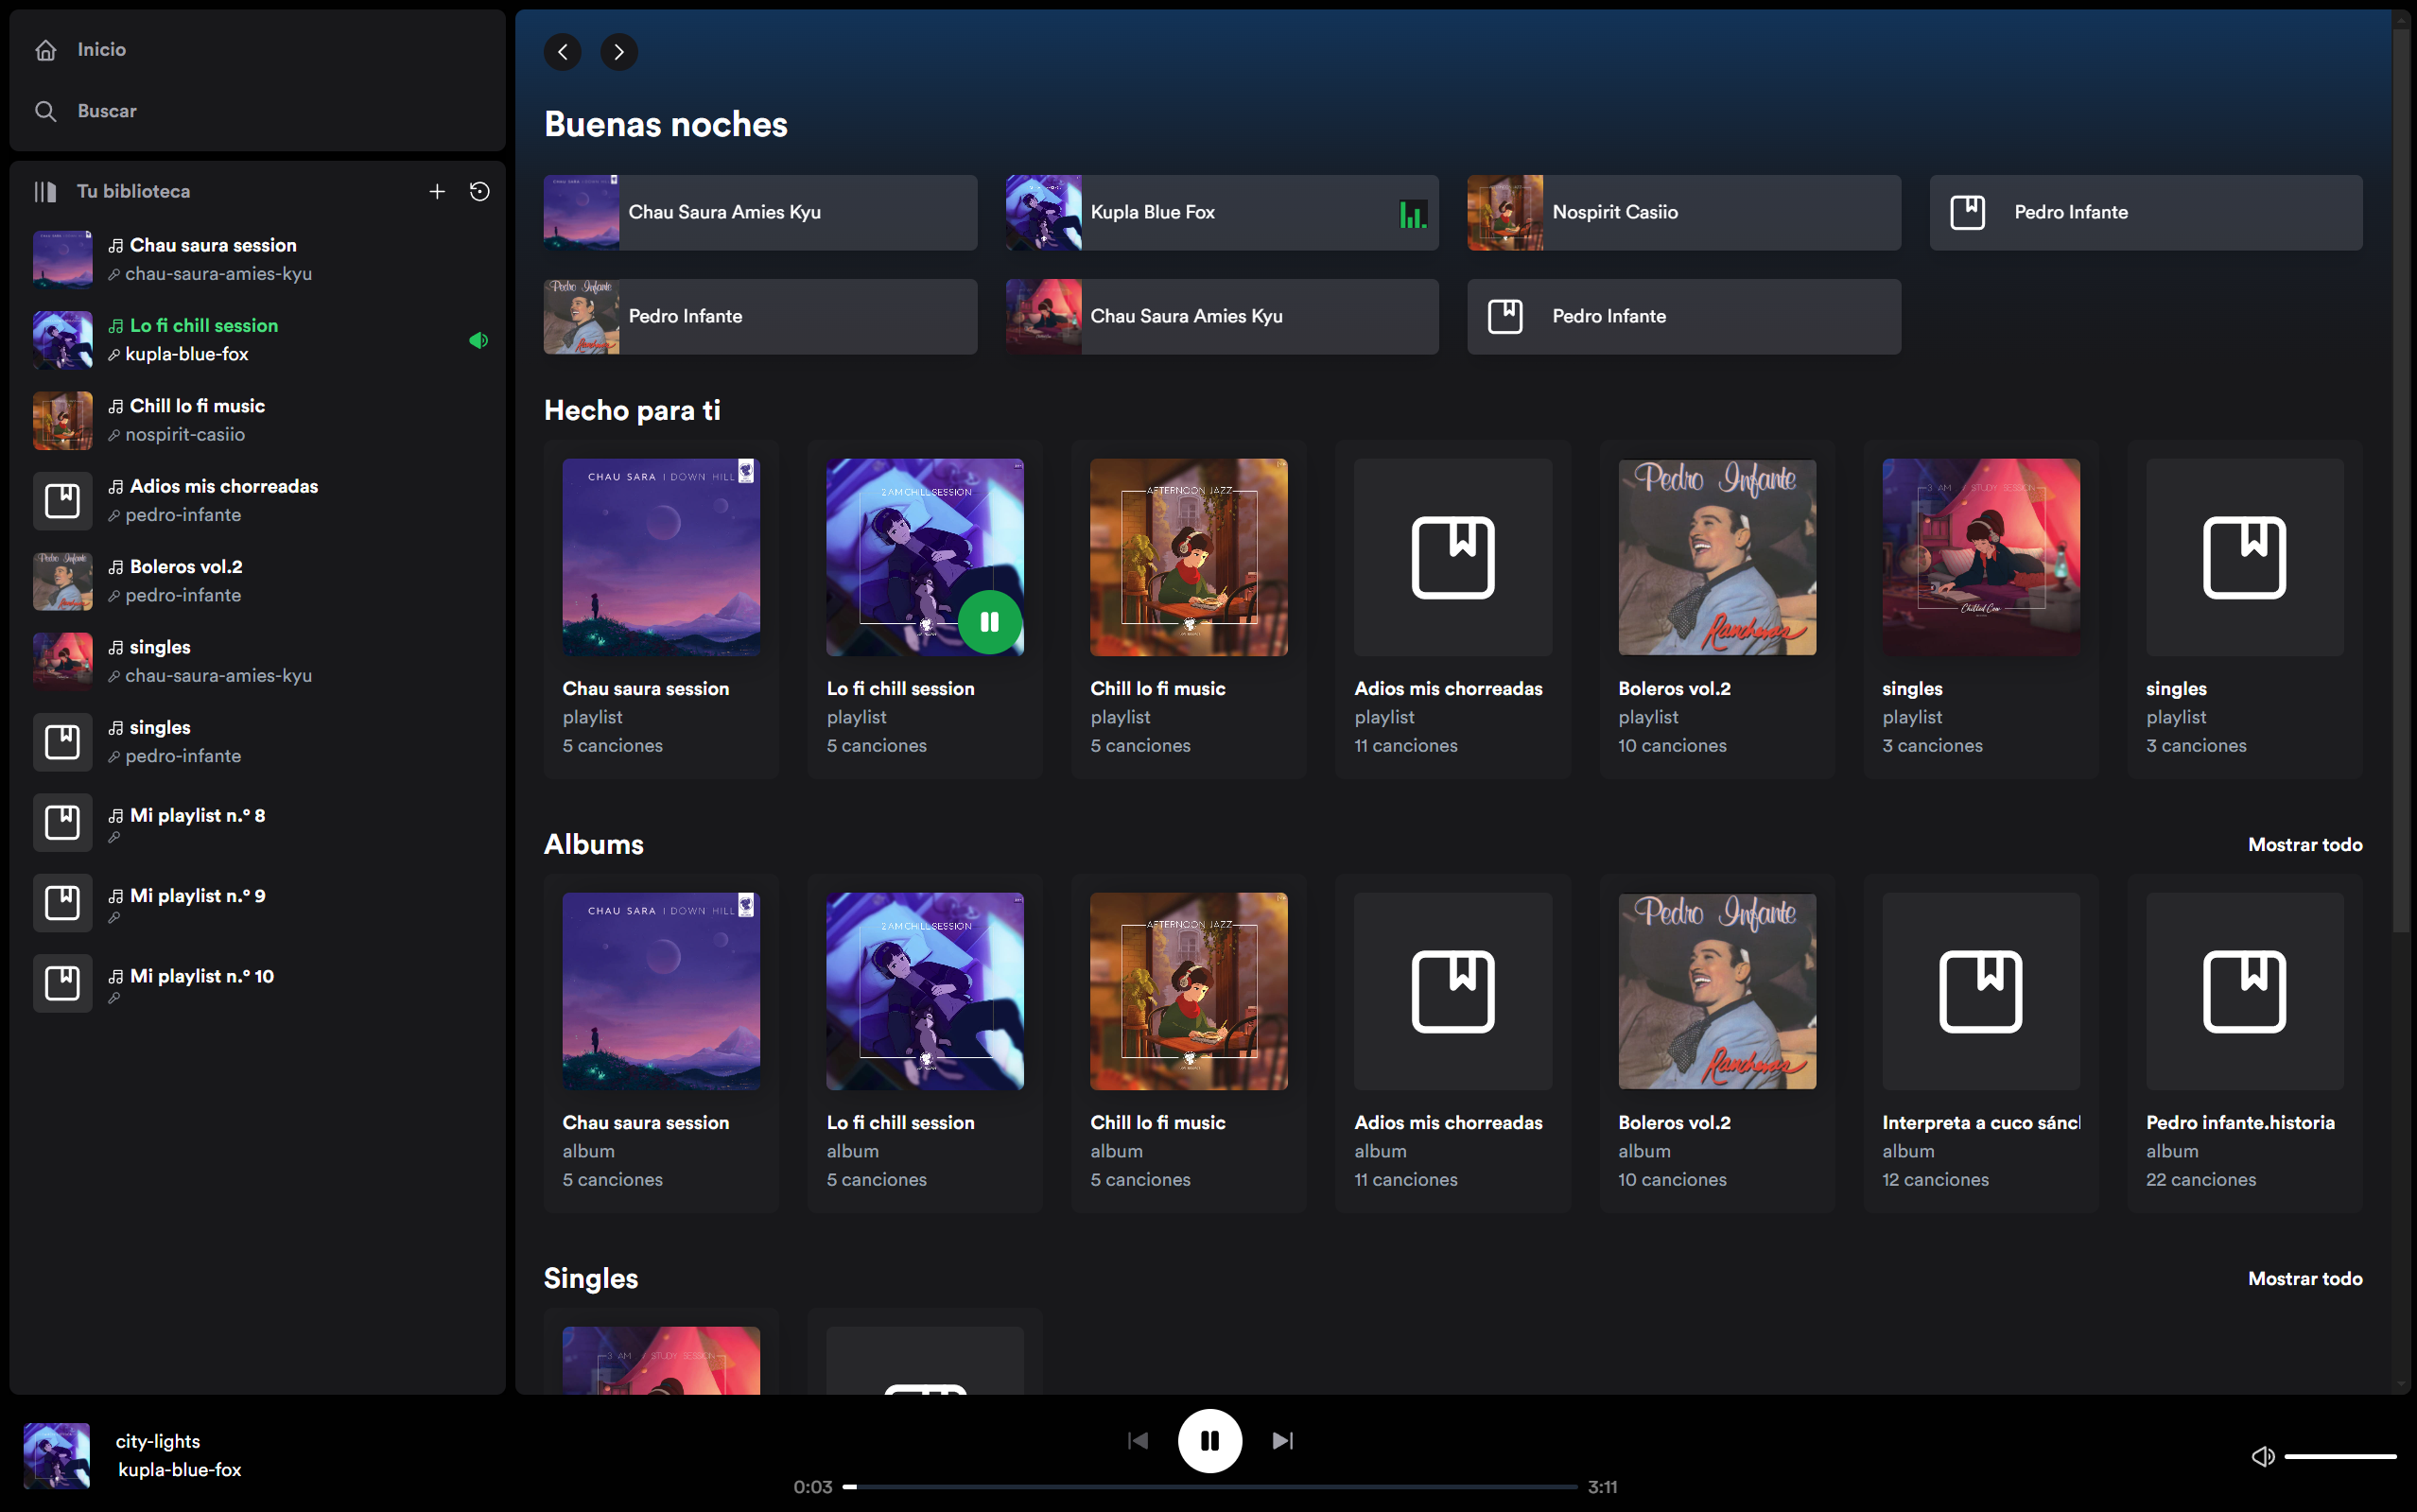 Inicio
Buscar
Tu biblioteca
Chau saura session
chau-saura-amies-kyu
Lo fi chill session
kupla-blue-fox
Chill lo fi music
nospirit-casiio
Adios mis chorreadas
pedro-infante
Boleros vol.2
pedro-infante
singles
chau-saura-amies-kyu
singles
pedro-infante
Mi playlist n.º 8
Mi playlist n.º 9
Mi playlist n.º 10
Buenas noches
Chau Saura Amies Kyu
Kupla Blue Fox
Nospirit Casiio
Pedro Infante
Pedro Infante
Chau Saura Amies Kyu
Pedro Infante
Hecho para ti
CHAU SARA | DOWN HILL
2 AM CHILL SESSION
AFTERNOON JAZZ
Pedro Infante
Rancheras
3 AM / STUDY SESSION
Chilled Cow
Chau saura session
playlist
5 canciones
Lo fi chill session
playlist
5 canciones
Chill lo fi music
playlist
5 canciones
Adios mis chorreadas
playlist
11 canciones
Boleros vol.2
playlist
10 canciones
singles
playlist
3 canciones
singles
playlist
3 canciones
Albums
Mostrar todo
CHAU SARA | DOWN HILL
2 AM CHILL SESSION
AFTERNOON JAZZ
Pedro Infante
Rancheras
Chau saura session
album
5 canciones
Lo fi chill session
album
5 canciones
Chill lo fi music
album
5 canciones
Adios mis chorreadas
album
11 canciones
Boleros vol.2
album
10 canciones
Interpreta a cuco sánc
album
12 canciones
Pedro infante.historia
album
22 canciones
Singles
Mostrar todo
3 AM / STUDY SESSION
city-lights
kupla-blue-fox
0:03
3:11